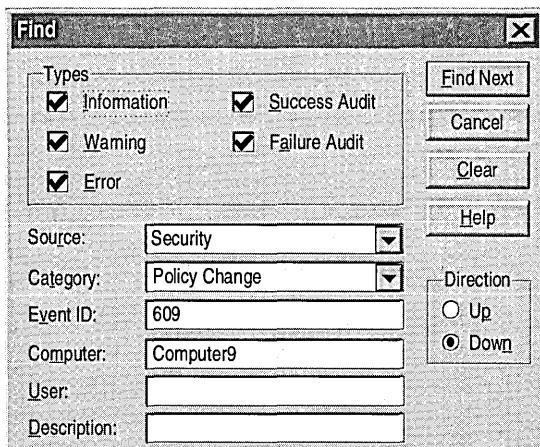 Find
Types
Information
Success Audit
Warning
Failure Audit
Error
Find Next
Cancel
Clear
Help
Source: Security
Category: Policy Change
Event ID: 609
Computer: Computer9
User:
Description:
Direction
Up
Down